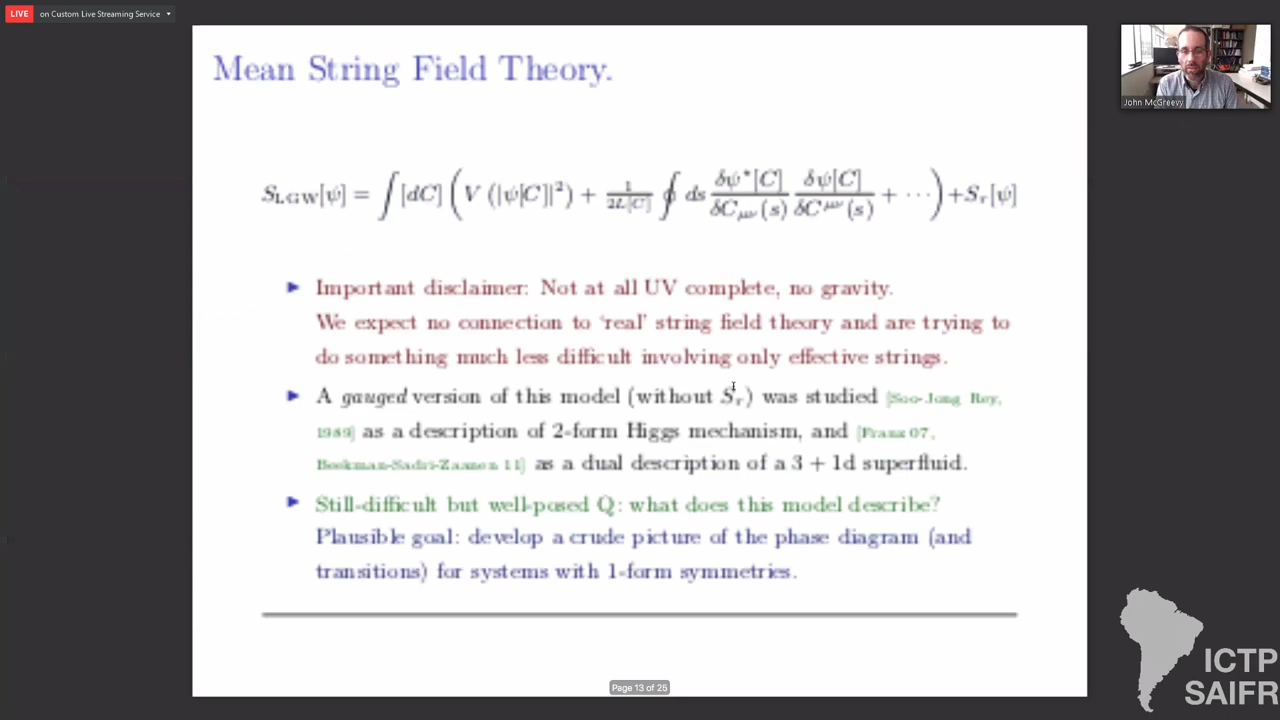 LIVE on Custom Live Streaming Service
Mean String Field Theory.
John McGreevy
S_LGW[ψ] = ∫[dC] (V (|ψ[C]|²) + 1/2L[C] ∮ ds δψ*[C]/δC_μν(s) δψ[C]/δC^μν(s) + ⋯) + S_r[ψ]
► Important disclaimer: Not at all UV complete, no gravity.
We expect no connection to 'real' string field theory and are trying to
do something much less difficult involving only effective strings.
► A gauged version of this model (without S_r) was studied [Soo-Jong Rey,
1989] as a description of 2-form Higgs mechanism, and [Franz 07,
Beekman-Sadri-Zaanen 11] as a dual description of a 3 + 1d superfluid.
► Still-difficult but well-posed Q: what does this model describe?
Plausible goal: develop a crude picture of the phase diagram (and
transitions) for systems with 1-form symmetries.
Page 13 of 25
ICTP
SAIFR